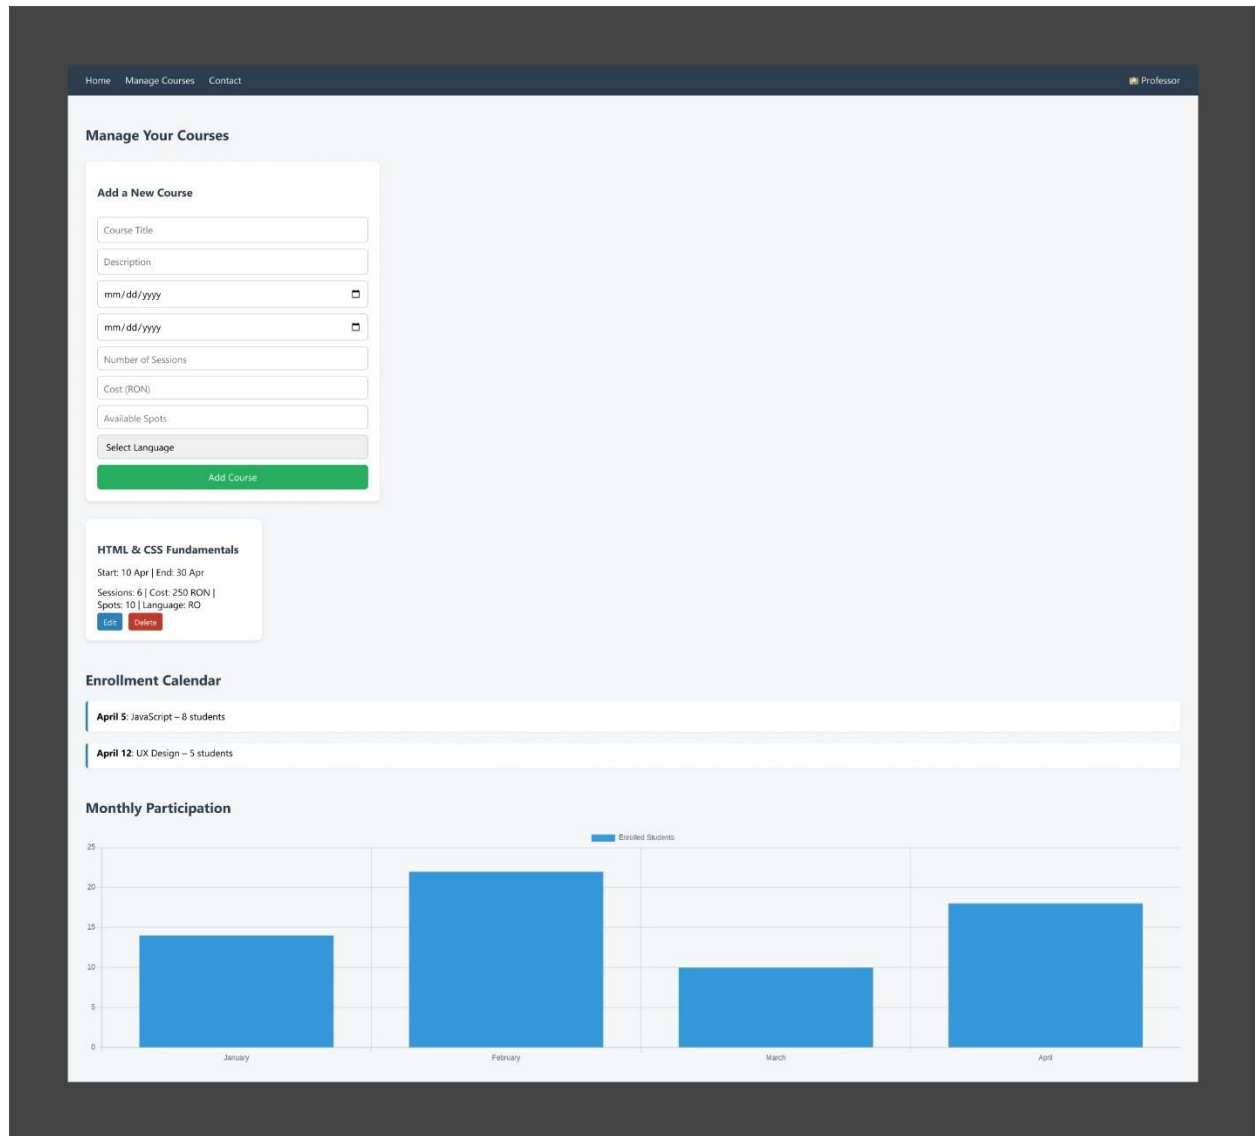 Home Manage Courses Contact Professor
Manage Your Courses
Add a New Course
Course Title
Description
mm/dd/yyyy
mm/dd/yyyy
Number of Sessions
Cost (RON)
Available Spots
Select Language
Add Course
HTML & CSS Fundamentals
Start: 10 Apr | End: 30 Apr
Sessions: 6 | Cost: 250 RON |
Spots: 10 | Language: RO
Edit Delete
Enrollment Calendar
April 5: JavaScript – 8 students
April 12: UX Design – 5 students
Monthly Participation
Enrolled Students
25
20
15
10
5
0
January February March April